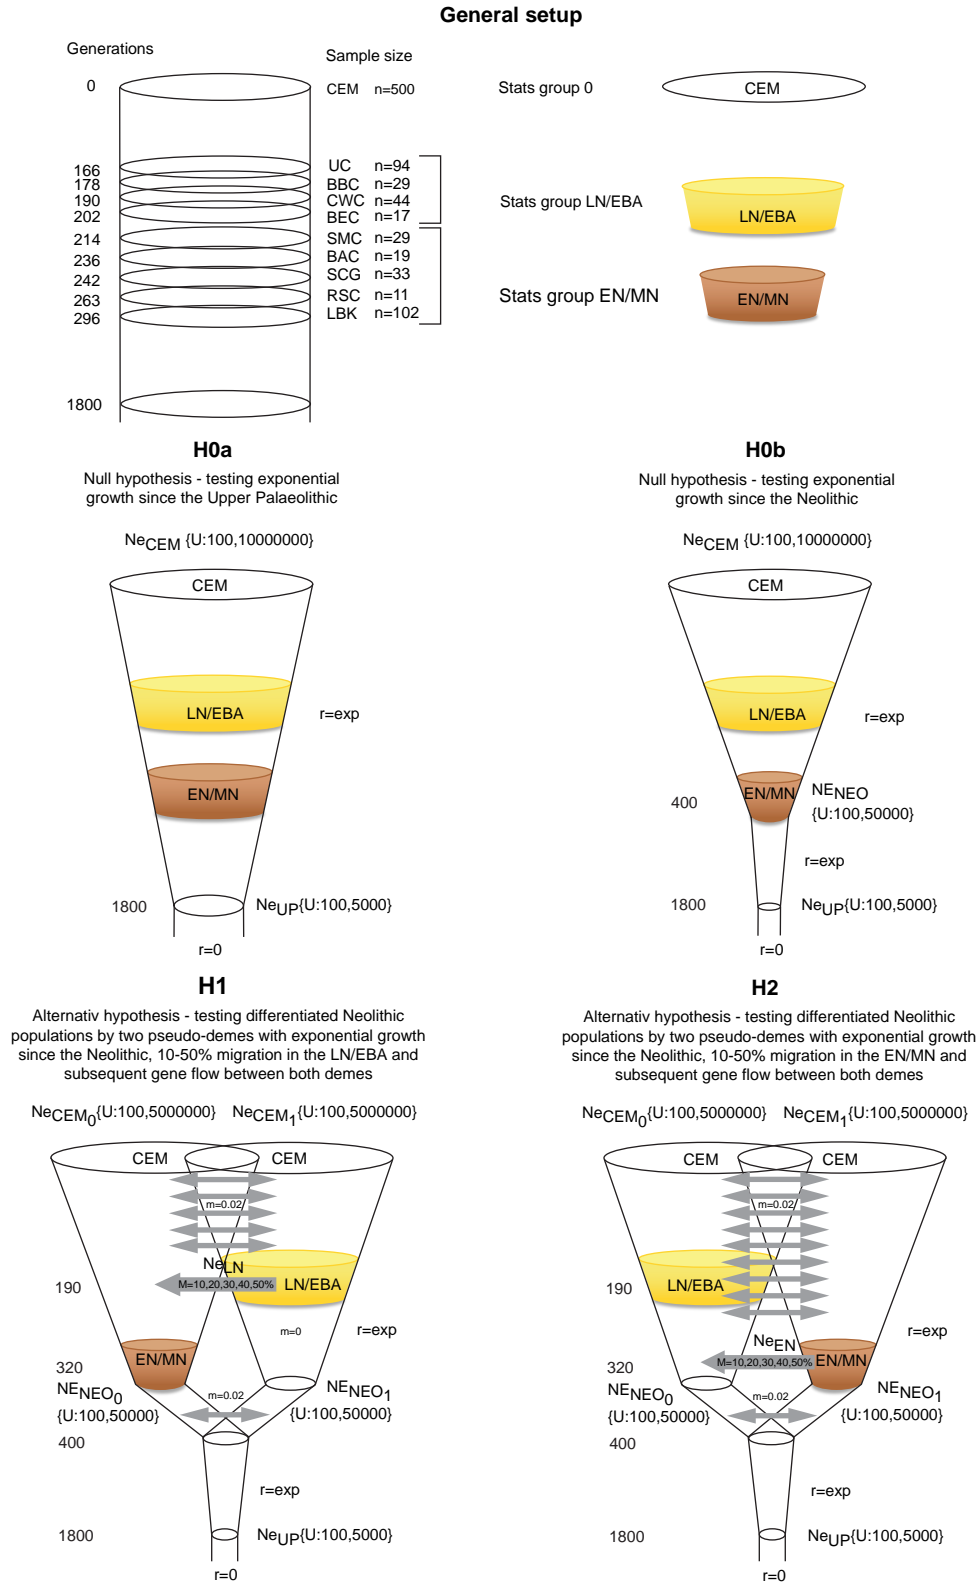 General setup
Generations
Sample size
0
CEM n=500
166
178
190
202
214
236
242
263
296
1800
UC n=94
BBC n=29
CWC n=44
BEC n=17
SMC n=29
BAC n=19
SCG n=33
RSC n=11
LBK n=102
Stats group 0
CEM
Stats group LN/EBA
LN/EBA
Stats group EN/MN
EN/MN
H0a
Null hypothesis - testing exponential
growth since the Upper Palaeolithic
NeCEM {U:100,10000000}
CEM
LN/EBA
r=exp
EN/MN
1800
NeUP{U:100,5000}
r=0
H0b
Null hypothesis - testing exponential
growth since the Neolithic
NeCEM {U:100,10000000}
CEM
LN/EBA
r=exp
EN/MN
NENEO
{U:100,50000}
400
r=exp
1800
NeUP{U:100,5000}
r=0
H1
Alternativ hypothesis - testing differentiated Neolithic
populations by two pseudo-demes with exponential growth
since the Neolithic, 10-50% migration in the LN/EBA and
subsequent gene flow between both demes
NeCEM0{U:100,5000000} NeCEM1{U:100,5000000}
CEM CEM
m=0.02
NeLN
190
M=10,20,30,40,50%
LN/EBA
m=0
r=exp
EN/MN
320
NENEO0
{U:100,50000}
m=0.02
NENEO1
{U:100,50000}
400
r=exp
1800
NeUP{U:100,5000}
r=0
H2
Alternativ hypothesis - testing differentiated Neolithic
populations by two pseudo-demes with exponential growth
since the Neolithic, 10-50% migration in the EN/MN and
subsequent gene flow between both demes
NeCEM0{U:100,5000000} NeCEM1{U:100,5000000}
CEM CEM
m=0.02
190
LN/EBA
r=exp
NeEN
M=10,20,30,40,50%
EN/MN
320
NENEO0
{U:100,50000}
m=0.02
NENEO1
{U:100,50000}
400
r=exp
1800
NeUP{U:100,5000}
r=0